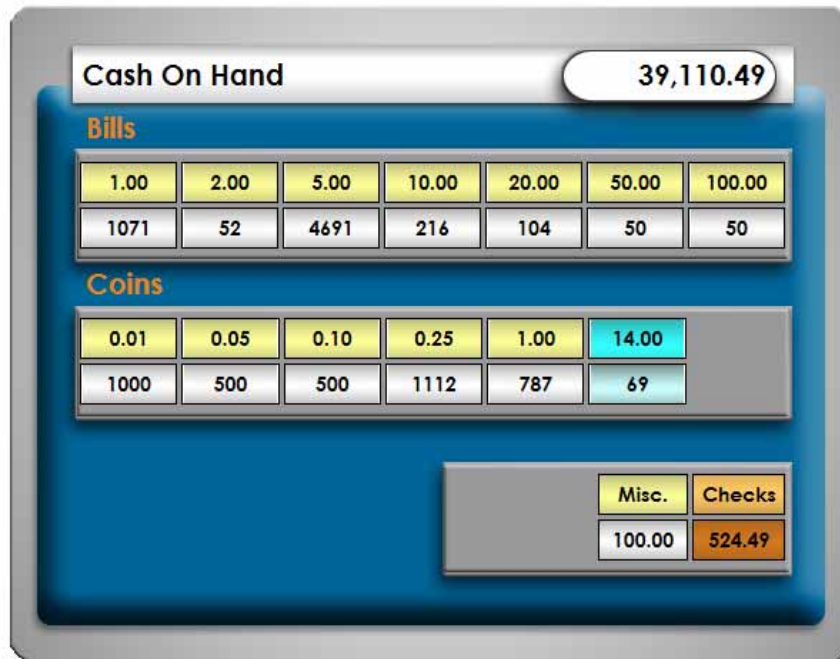 Cash On Hand 39,110.49
Bills
1.00 2.00 5.00 10.00 20.00 50.00 100.00
1071 52 4691 216 104 50 50
Coins
0.01 0.05 0.10 0.25 1.00 14.00
1000 500 500 1112 787 69
Misc. Checks
100.00 524.49